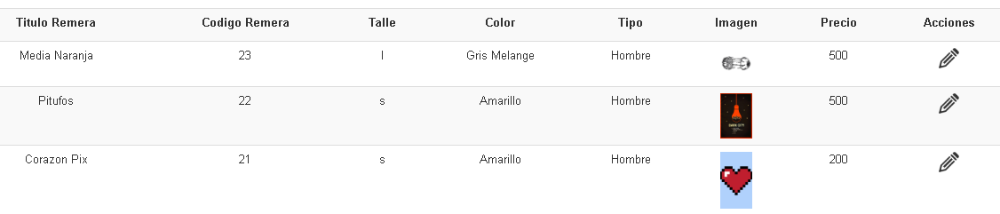 Titulo Remera Codigo Remera Talle Color Tipo Imagen Precio Acciones
Media Naranja 23 l Gris Melange Hombre 500
Pitufos 22 s Amarillo Hombre 500
Corazon Pix 21 s Amarillo Hombre 200